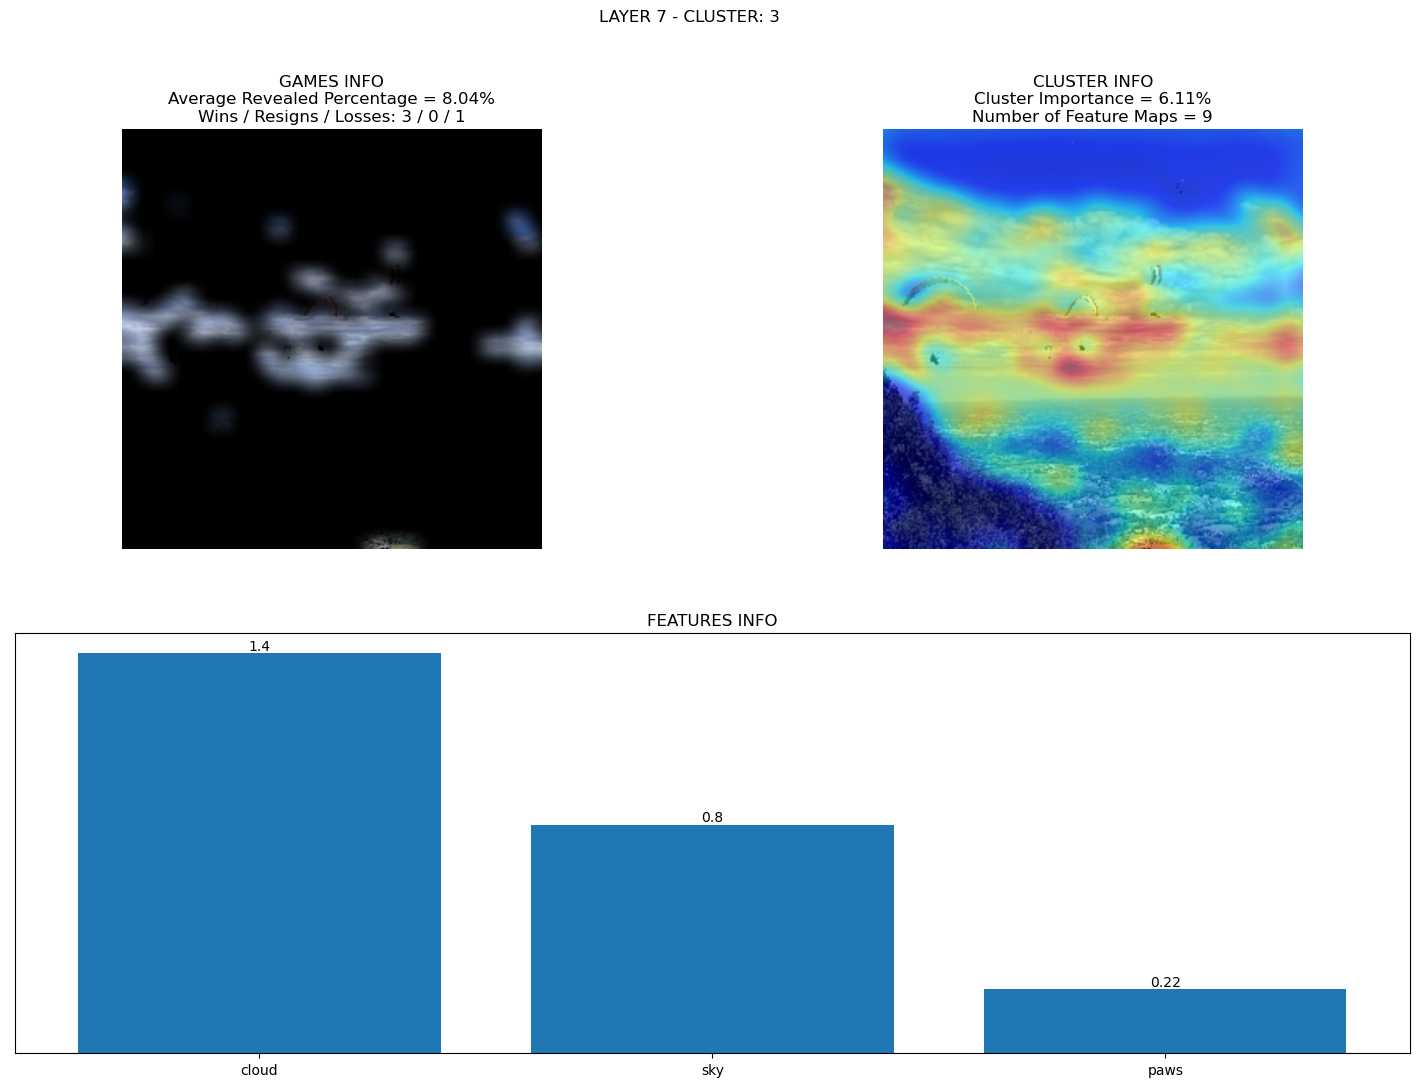 LAYER 7 - CLUSTER: 3
GAMES INFO
Average Revealed Percentage = 8.04%
Wins / Resigns / Losses: 3 / 0 / 1
CLUSTER INFO
Cluster Importance = 6.11%
Number of Feature Maps = 9
FEATURES INFO
1.4
0.8
0.22
cloud
sky
paws